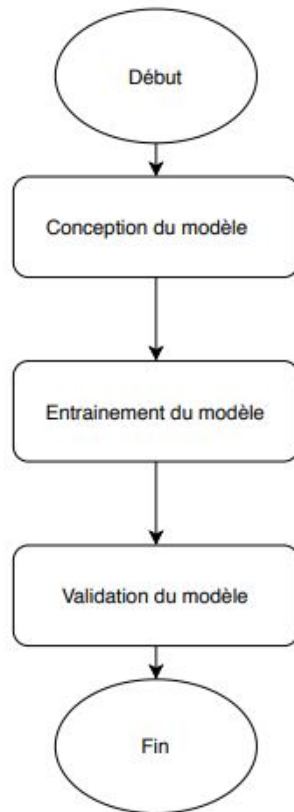 Début
Conception du modèle
Entrainement du modèle
Validation du modèle
Fin